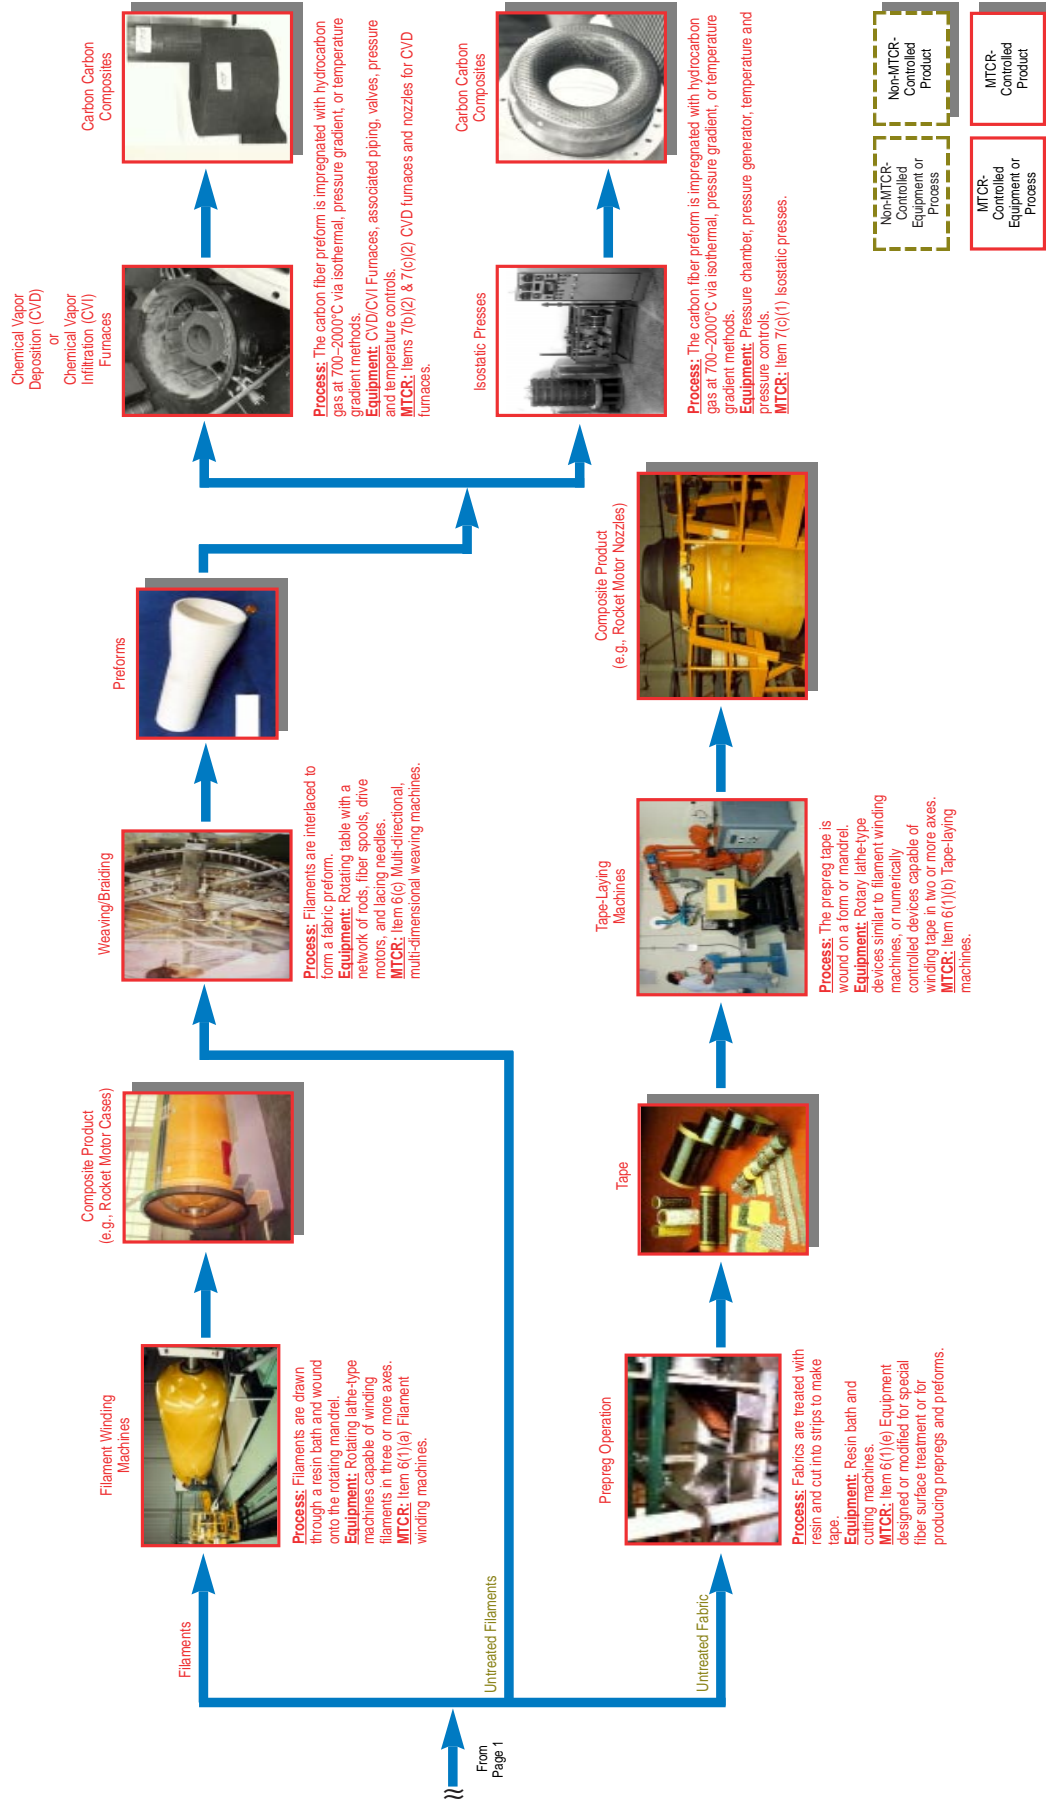 From
Page 1
Filaments
Untreated Filaments
Untreated Fabric
Filament Winding
Machines
Process: Filaments are drawn
through a resin bath and wound
onto the rotating mandrel.
Equipment: Rotating lathe-type
machines capable of winding
filaments in three or more axes.
MTCR: Item 6(1)(a) Filament
winding machines.
Composite Product
(e.g., Rocket Motor Cases)
Weaving/Braiding
Process: Filaments are interlaced to
form a fabric preform.
Equipment: Rotating table with a
network of rods, fiber spools, drive
motors, and lacing needles.
MTCR: Item 6(c) Multi-directional,
multi-dimensional weaving machines.
Preforms
Chemical Vapor
Deposition (CVD)
or
Chemical Vapor
Infiltration (CVI)
Furnaces
Process: The carbon fiber preform is impregnated with hydrocarbon
gas at 700–2000°C via isothermal, pressure gradient, or temperature
gradient methods.
Equipment: CVD/CVI Furnaces, associated piping, valves, pressure
and temperature controls.
MTCR: Items 7(b)(2) & 7(c)(2) CVD furnaces and nozzles for CVD
furnaces.
Carbon Carbon
Composites
Isostatic Presses
Process: The carbon fiber preform is impregnated with hydrocarbon
gas at 700–2000°C via isothermal, pressure gradient, or temperature
gradient methods.
Equipment: Pressure chamber, pressure generator, temperature and
pressure controls.
MTCR: Item 7(c)(1) Isostatic presses.
Carbon Carbon
Composites
Prepreg Operation
Process: Fabrics are treated with
resin and cut into strips to make
tape.
Equipment: Resin bath and
cutting machines.
MTCR: Item 6(1)(e) Equipment
designed or modified for special
fiber surface treatment or for
producing prepregs and preforms.
Tape
Tape-Laying
Machines
Process: The prepreg tape is
wound on a form or mandrel.
Equipment: Rotary lathe-type
devices similar to filament winding
machines, or numerically
controlled devices capable of
winding tape in two or more axes.
MTCR: Item 6(1)(b) Tape-laying
machines.
Composite Product
(e.g., Rocket Motor Nozzles)
Non-MTCR-
Controlled
Equipment or
Process
Non-MTCR-
Controlled
Product
MTCR-
Controlled
Equipment or
Process
MTCR-
Controlled
Product